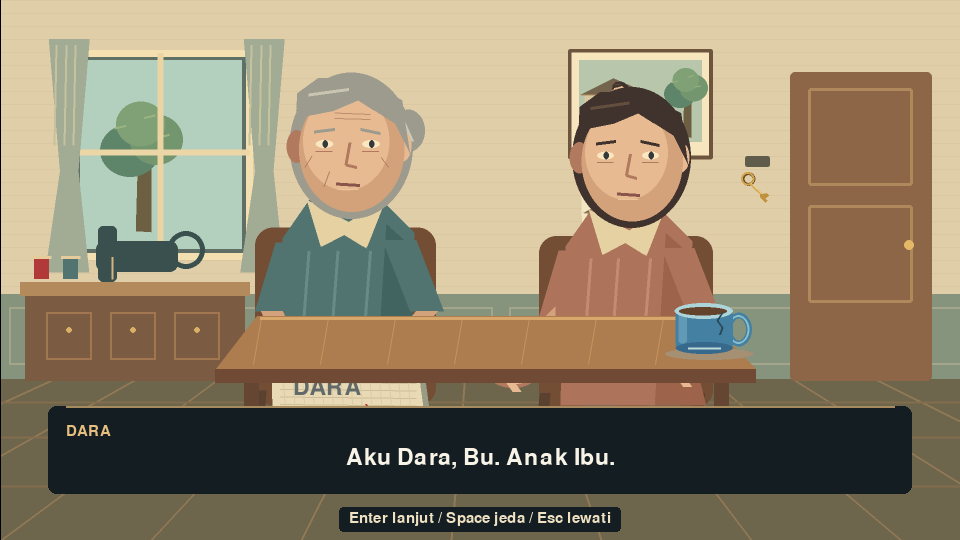 DARA
DARA
Aku Dara, Bu. Anak Ibu.
Enter lanjut / Space jeda / Esc lewati